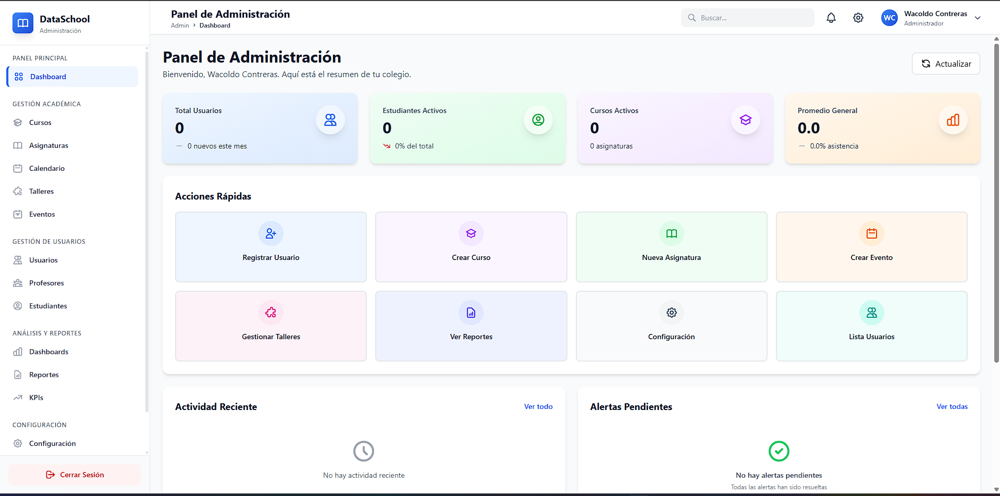 DataSchool
Administración
PANEL PRINCIPAL
Dashboard
GESTIÓN ACADÉMICA
Cursos
Asignaturas
Calendario
Talleres
Eventos
GESTIÓN DE USUARIOS
Usuarios
Profesores
Estudiantes
ANÁLISIS Y REPORTES
Dashboards
Reportes
KPIs
CONFIGURACIÓN
Configuración
Cerrar Sesión
Panel de Administración
Admin > Dashboard
Buscar...
WC
Wacoldo Contreras
Administrador
Panel de Administración
Bienvenido, Wacoldo Contreras. Aquí está el resumen de tu colegio.
Actualizar
Total Usuarios
0
0 nuevos este mes
Estudiantes Activos
0
0% del total
Cursos Activos
0
0 asignaturas
Promedio General
0.0
0.0% asistencia
Acciones Rápidas
Registrar Usuario
Crear Curso
Nueva Asignatura
Crear Evento
Gestionar Talleres
Ver Reportes
Configuración
Lista Usuarios
Actividad Reciente
Ver todo
No hay actividad reciente
Alertas Pendientes
Ver todas
No hay alertas pendientes
Todas las alertas han sido resueltas